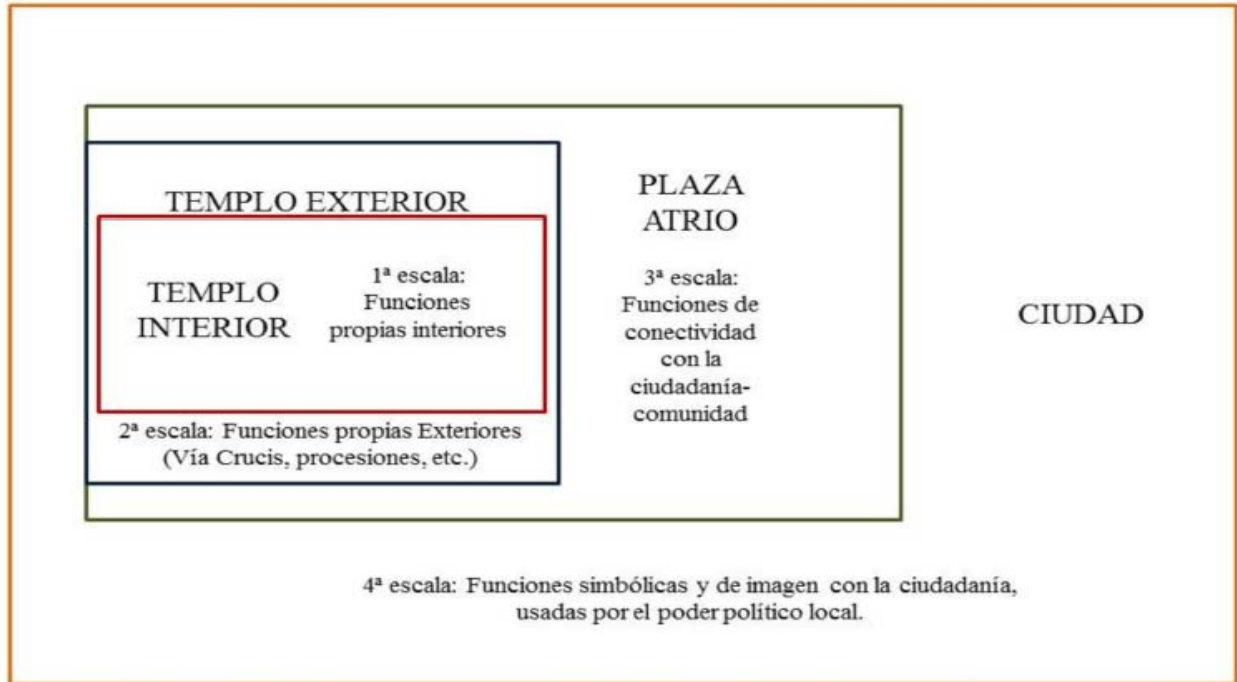 TEMPLO EXTERIOR
TEMPLO
INTERIOR
1ª escala:
Funciones
propias interiores
2ª escala: Funciones propias Exteriores
(Vía Crucis, procesiones, etc.)
PLAZA
ATRIO
3ª escala:
Funciones de
conectividad
con la
ciudadanía-
comunidad
CIUDAD
4ª escala: Funciones simbólicas y de imagen con la ciudadanía,
usadas por el poder político local.